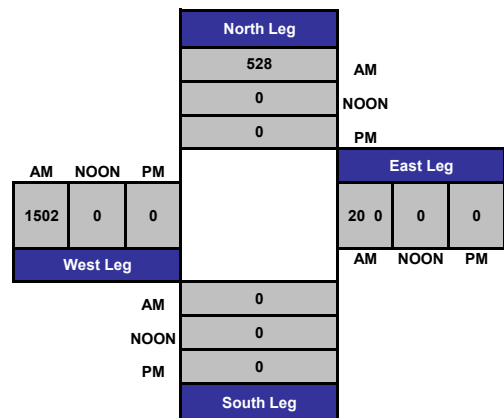 North Leg
528
AM
0
NOON
0
PM
AM NOON PM
East Leg
1502 0 0
20 0 0 0
West Leg
AM NOON PM
AM
0
NOON
0
PM
0
South Leg